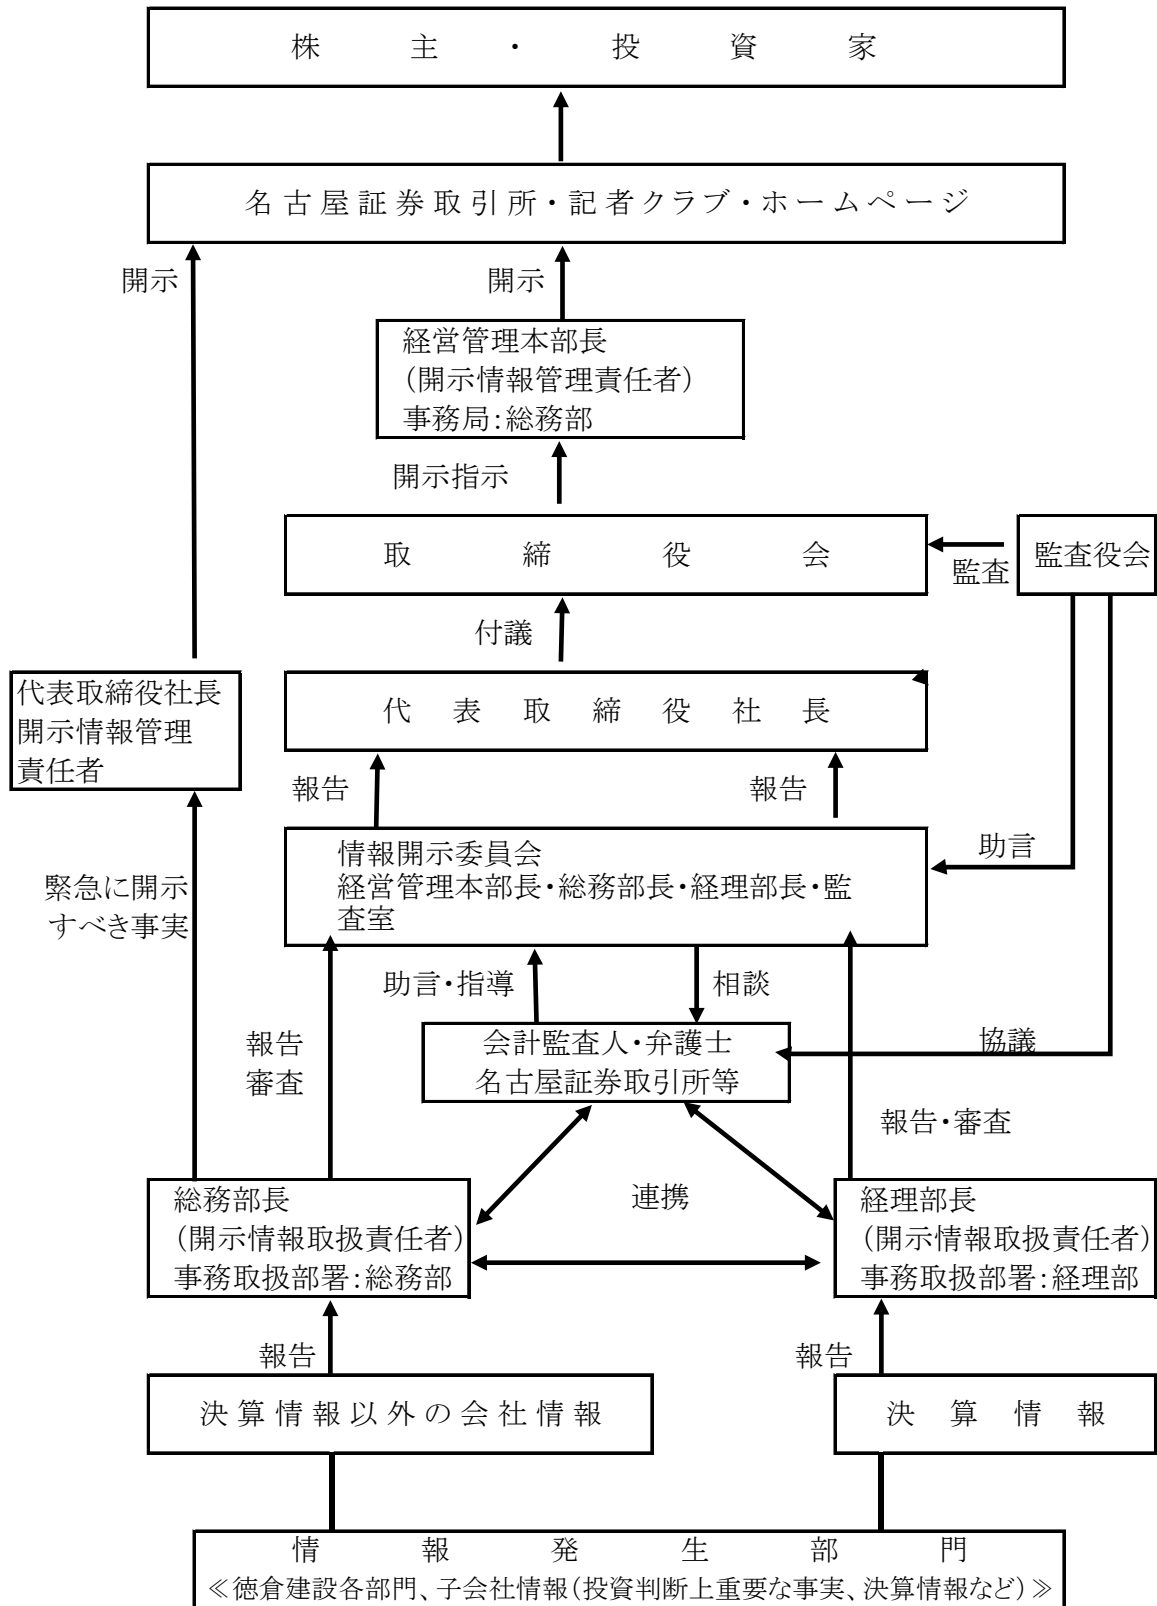 株主・投資家
名古屋証券取引所・記者クラブ・ホームページ
開示
開示
経営管理本部長
(開示情報管理責任者)
事務局:総務部
開示指示
取締役会
監査役会
監査
付議
代表取締役社長
開示情報管理
責任者
代表取締役社長
報告
報告
情報開示委員会
経営管理本部長・総務部長・経理部長・監
査室
助言
緊急に開示
すべき事実
助言・指導
相談
会計監査人・弁護士
名古屋証券取引所等
協議
報告
審査
報告・審査
連携
総務部長
(開示情報取扱責任者)
事務取扱部署:総務部
経理部長
(開示情報取扱責任者)
事務取扱部署:経理部
報告
報告
決算情報以外の会社情報
決算情報
情報発生部門
≪徳倉建設各部門、子会社情報(投資判断上重要な事実、決算情報など)≫